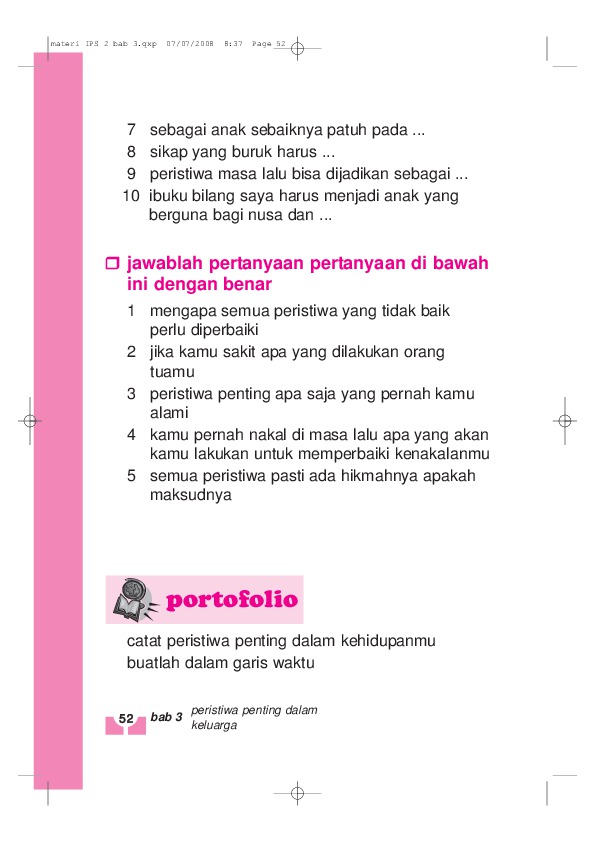 materi IPS 2 bab 3.qxp 07/07/2008 8:37 Page 52
7 sebagai anak sebaiknya patuh pada ...
8 sikap yang buruk harus ...
9 peristiwa masa lalu bisa dijadikan sebagai ...
10 ibuku bilang saya harus menjadi anak yang
berguna bagi nusa dan ...
❒ jawablah pertanyaan pertanyaan di bawah
ini dengan benar
1 mengapa semua peristiwa yang tidak baik
perlu diperbaiki
2 jika kamu sakit apa yang dilakukan orang
tuamu
3 peristiwa penting apa saja yang pernah kamu
alami
4 kamu pernah nakal di masa lalu apa yang akan
kamu lakukan untuk memperbaiki kenakalanmu
5 semua peristiwa pasti ada hikmahnya apakah
maksudnya
portofolio
catat peristiwa penting dalam kehidupanmu
buatlah dalam garis waktu
52 bab 3 peristiwa penting dalam
keluarga